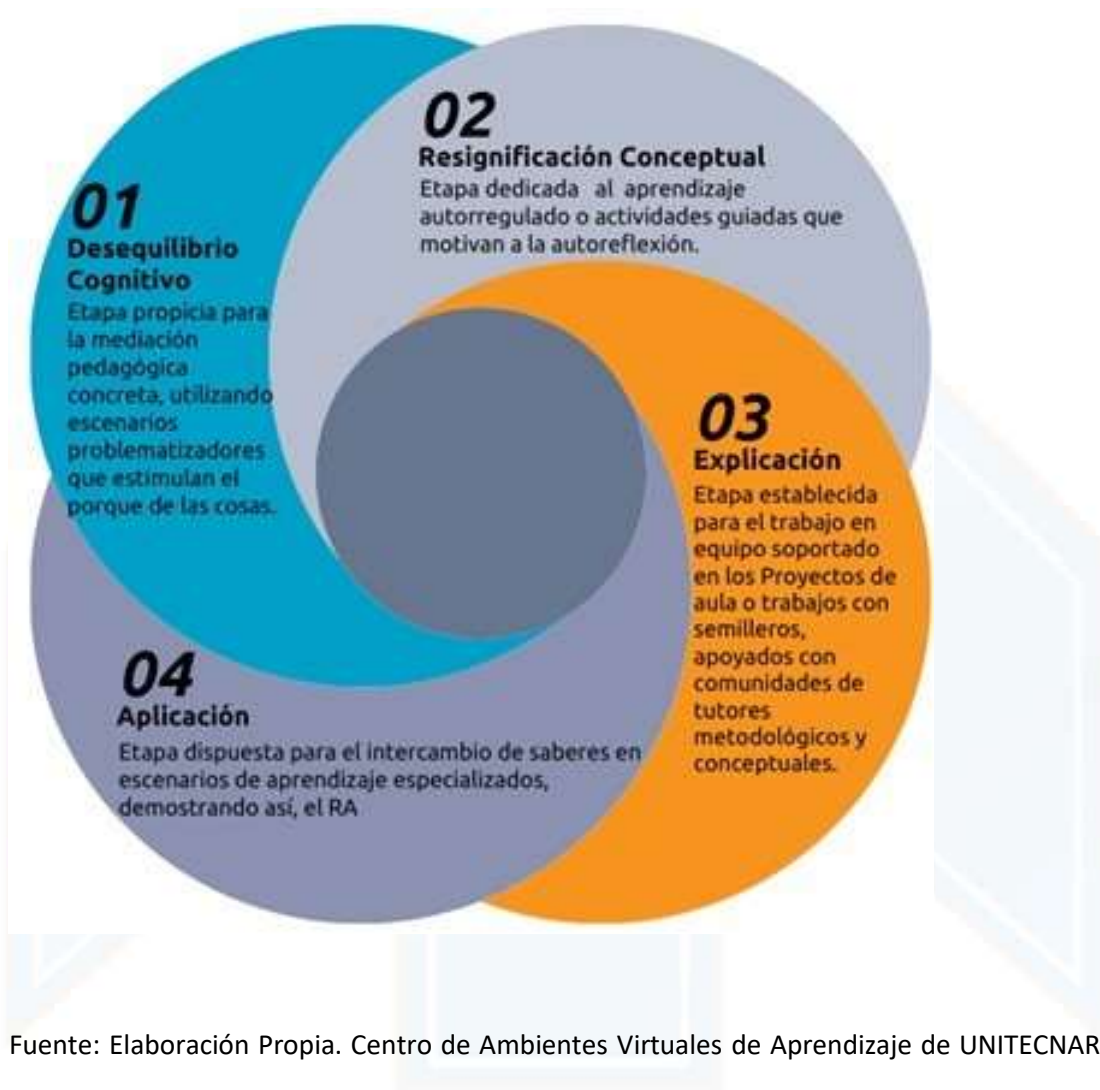 01
Desequilibrio
Cognitivo
Etapa propicia para
la mediación
pedagógica
concreta, utilizando
escenarios
problematizadores
que estimulan el
porque de las cosas.
02
Resignificación Conceptual
Etapa dedicada al aprendizaje
autorregulado o actividades guiadas que
motivan a la autoreflexión.
03
Explicación
Etapa establecida
para el trabajo en
equipo soportado
en los Proyectos de
aula o trabajos con
semilleros,
apoyados con
comunidades de
tutores
metodológicos y
conceptuales.
04
Aplicación
Etapa dispuesta para el intercambio de saberes en
escenarios de aprendizaje especializados,
demostrando así, el RA
Fuente: Elaboración Propia. Centro de Ambientes Virtuales de Aprendizaje de UNITECNAR